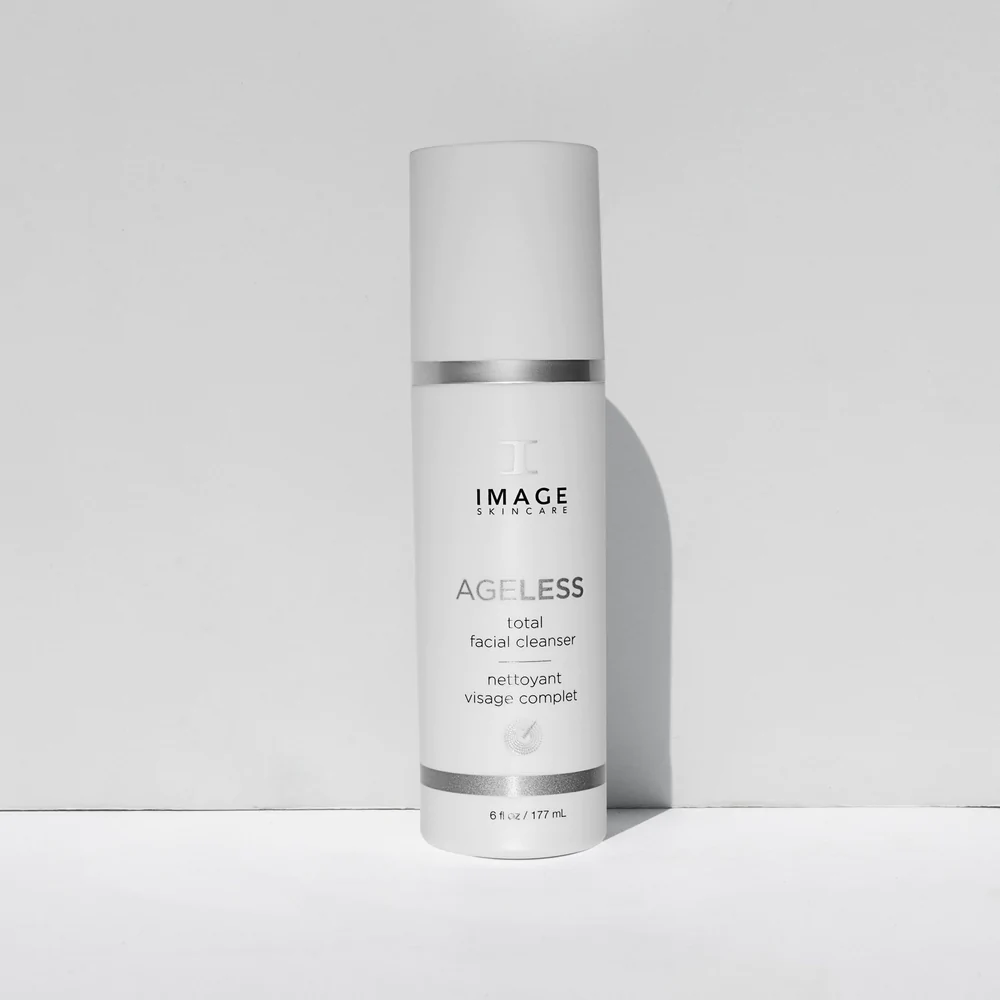 IMAGE
SKINCARE
AGELESS
total
facial cleanser
nettoyant
visage complet
6 fl oz / 177 mL